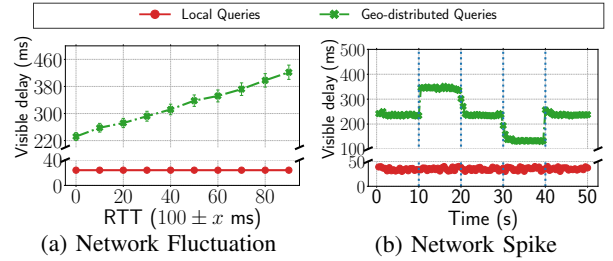 Local Queries Geo-distributed Queries
Visible delay (ms)
460
380
300
220
40
0
0 20 40 60 80
RTT (100 ± x ms)
(a) Network Fluctuation
Visible delay (ms)
500
400
300
200
100
50
0
0 10 20 30 40 50
Time (s)
(b) Network Spike